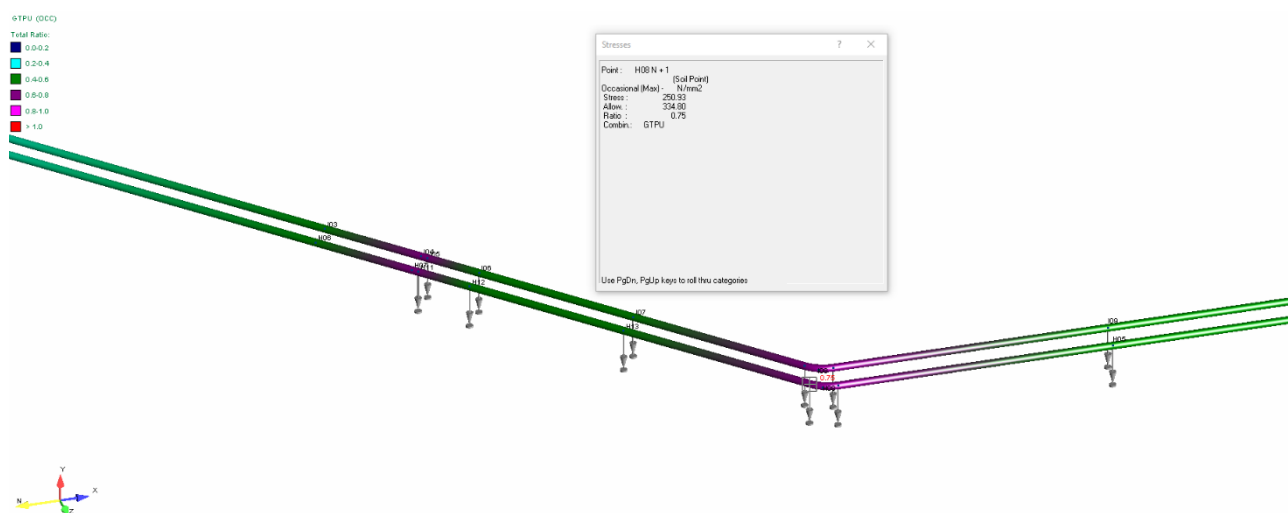 GTPU (OCC)
Total Ratio:
0.0-0.2
0.2-0.4
0.4-0.6
0.6-0.8
0.8-1.0
> 1.0
Stresses
? ×
Point : H08 N + 1
(Soil Point)
Occasional (Max) - N/mm2
Stress : 250.93
Allow. : 334.80
Ratio : 0.75
Combin.: GTPU
Use PgDn, PgUp keys to roll thru categories
I03
I04
I06
H11
H12
I07
H13
0.75
I09
H05
Y
X
N
Z